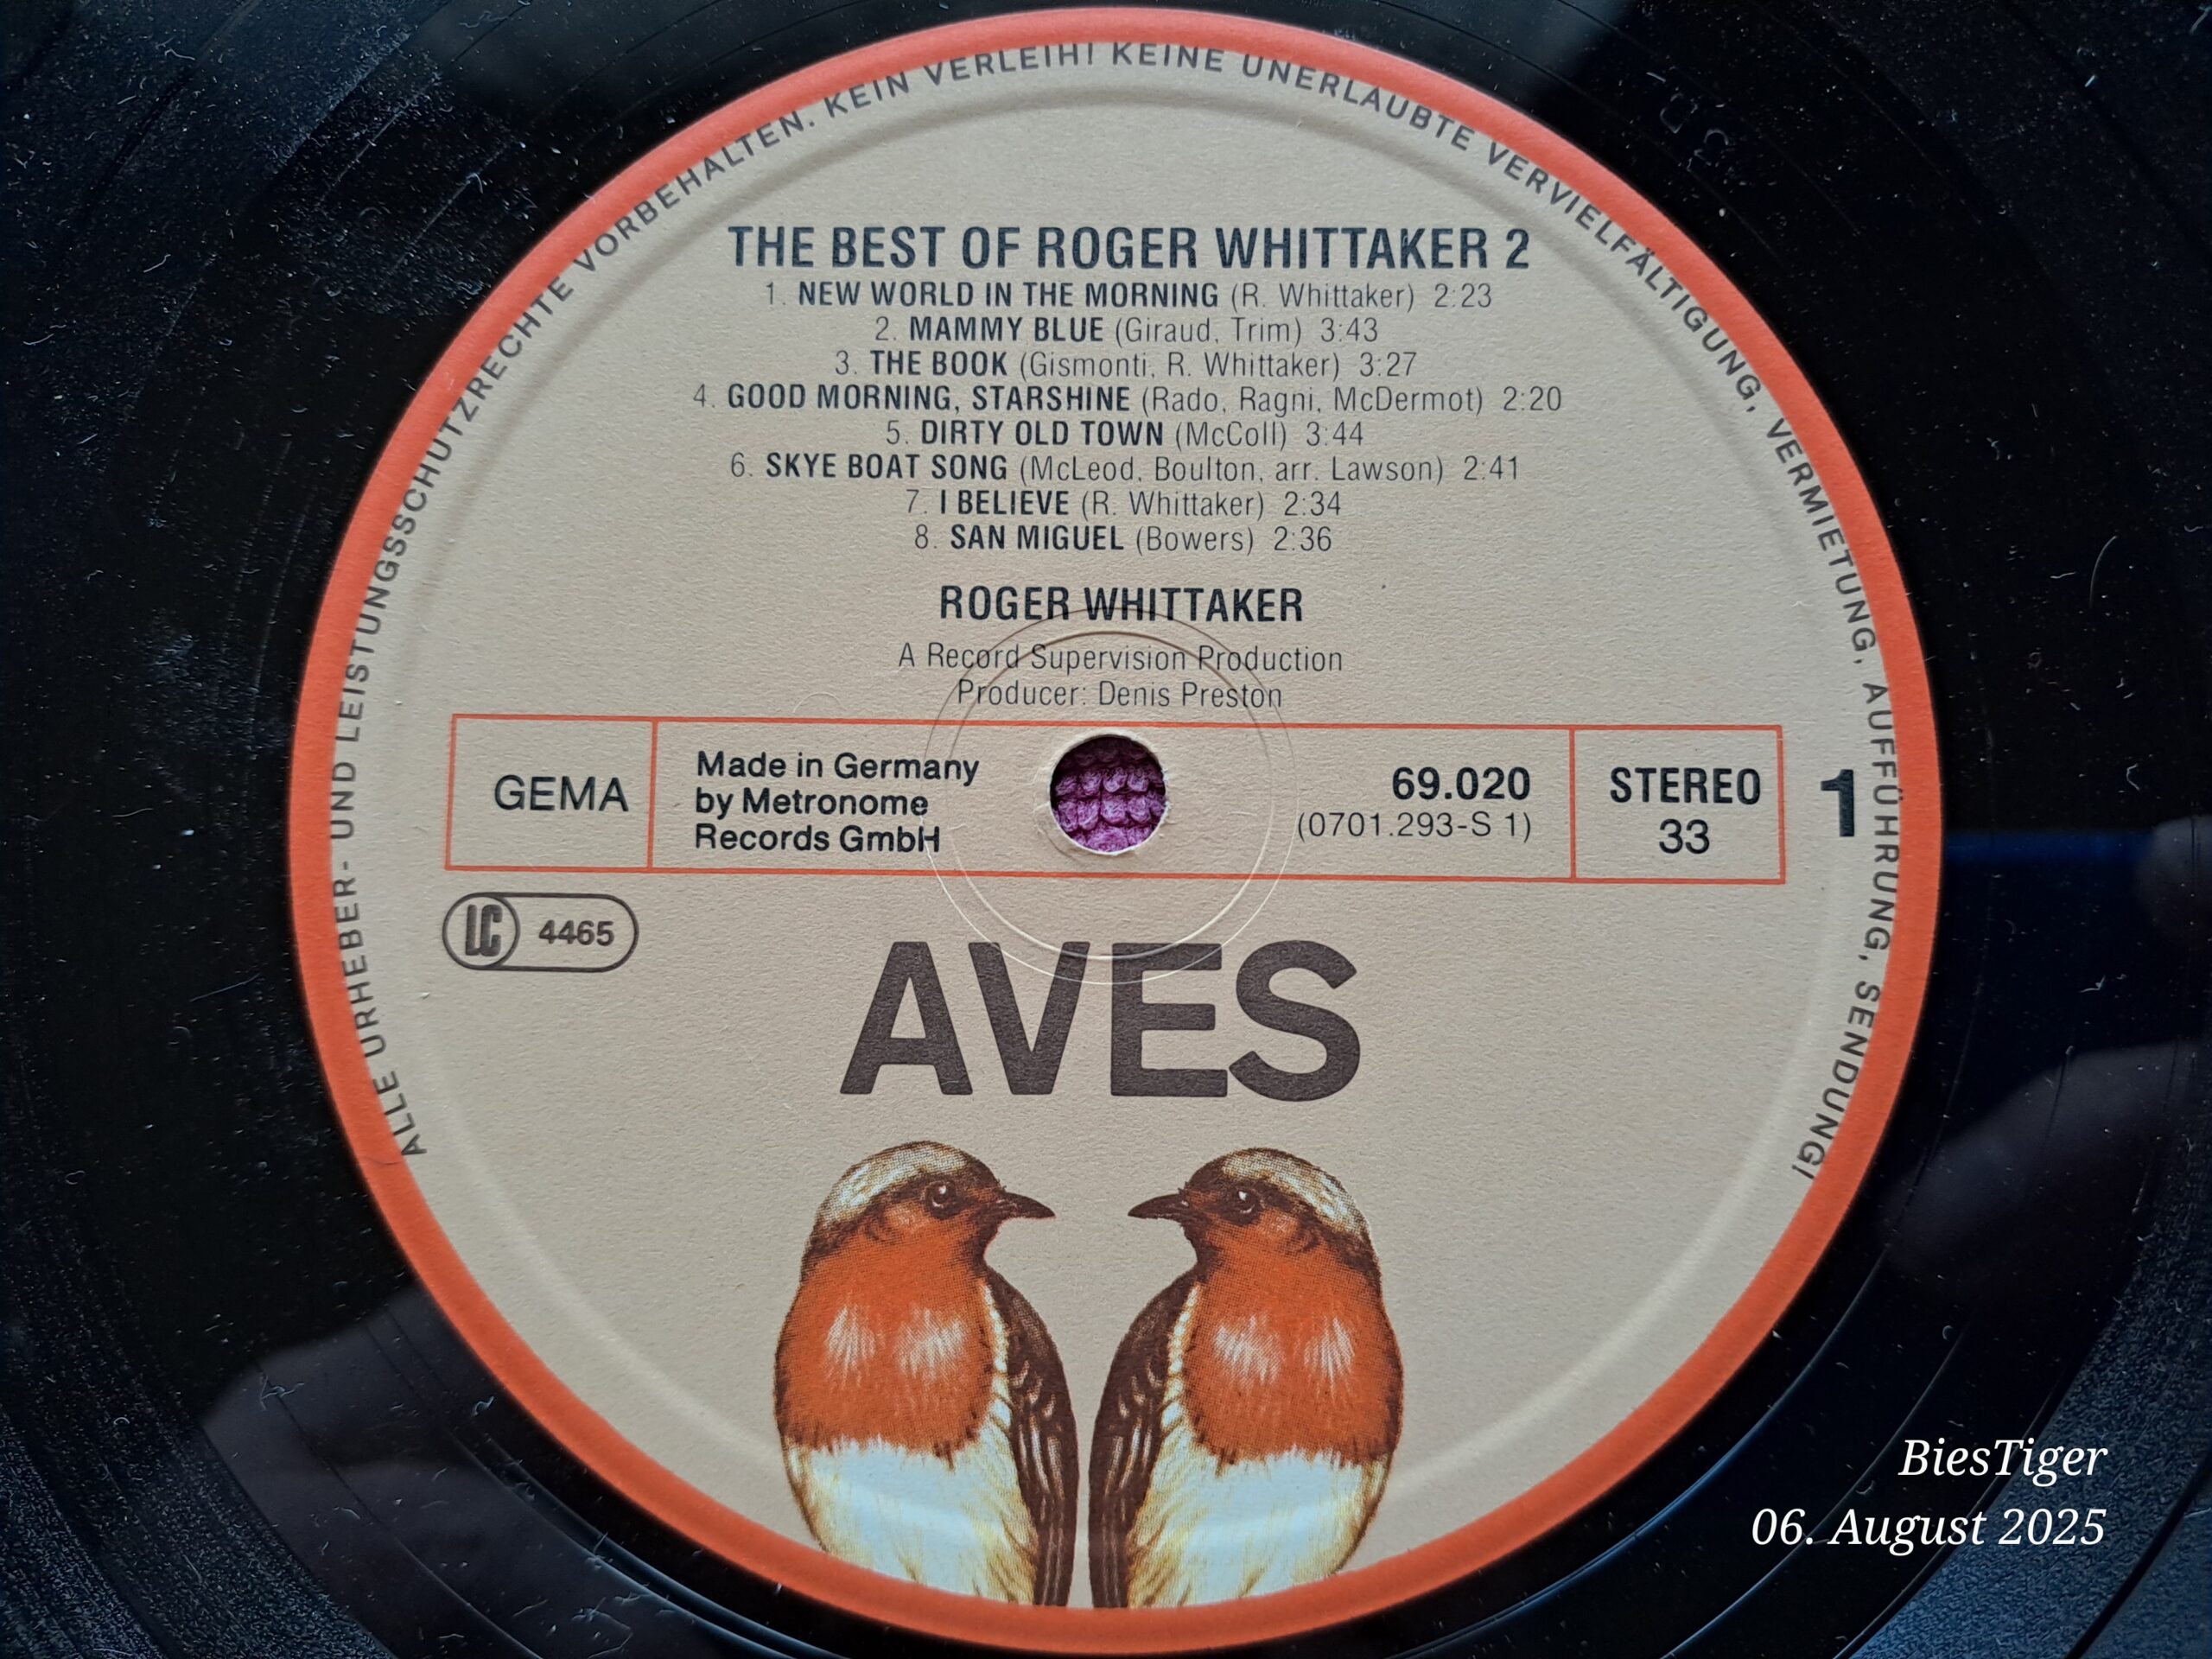 ALLE URHEBER- UND LEISTUNGSSCHUTZRECHTE VORBEHALTEN. KEIN VERLEIH! KEINE UNERLAUBTE VERVIELFÄLTIGUNG, VERMIETUNG, AUFFÜHRUNG, SENDUNG!
THE BEST OF ROGER WHITTAKER 2
1. NEW WORLD IN THE MORNING (R. Whittaker) 2:23
2. MAMMY BLUE (Giraud, Trim) 3:43
3. THE BOOK (Gismonti, R. Whittaker) 3:27
4. GOOD MORNING, STARSHINE (Rado, Ragni, McDermot) 2:20
5. DIRTY OLD TOWN (McColl) 3:44
6. SKYE BOAT SONG (McLeod, Boulton, arr. Lawson) 2:41
7. I BELIEVE (R. Whittaker) 2:34
8. SAN MIGUEL (Bowers) 2:36
ROGER WHITTAKER
A Record Supervision Production
Producer: Denis Preston
GEMA
Made in Germany
by Metronome
Records GmbH
69.020
(0701.293-S 1)
STEREO
33
1
LC 4465
AVES
BiesTiger
06. August 2025